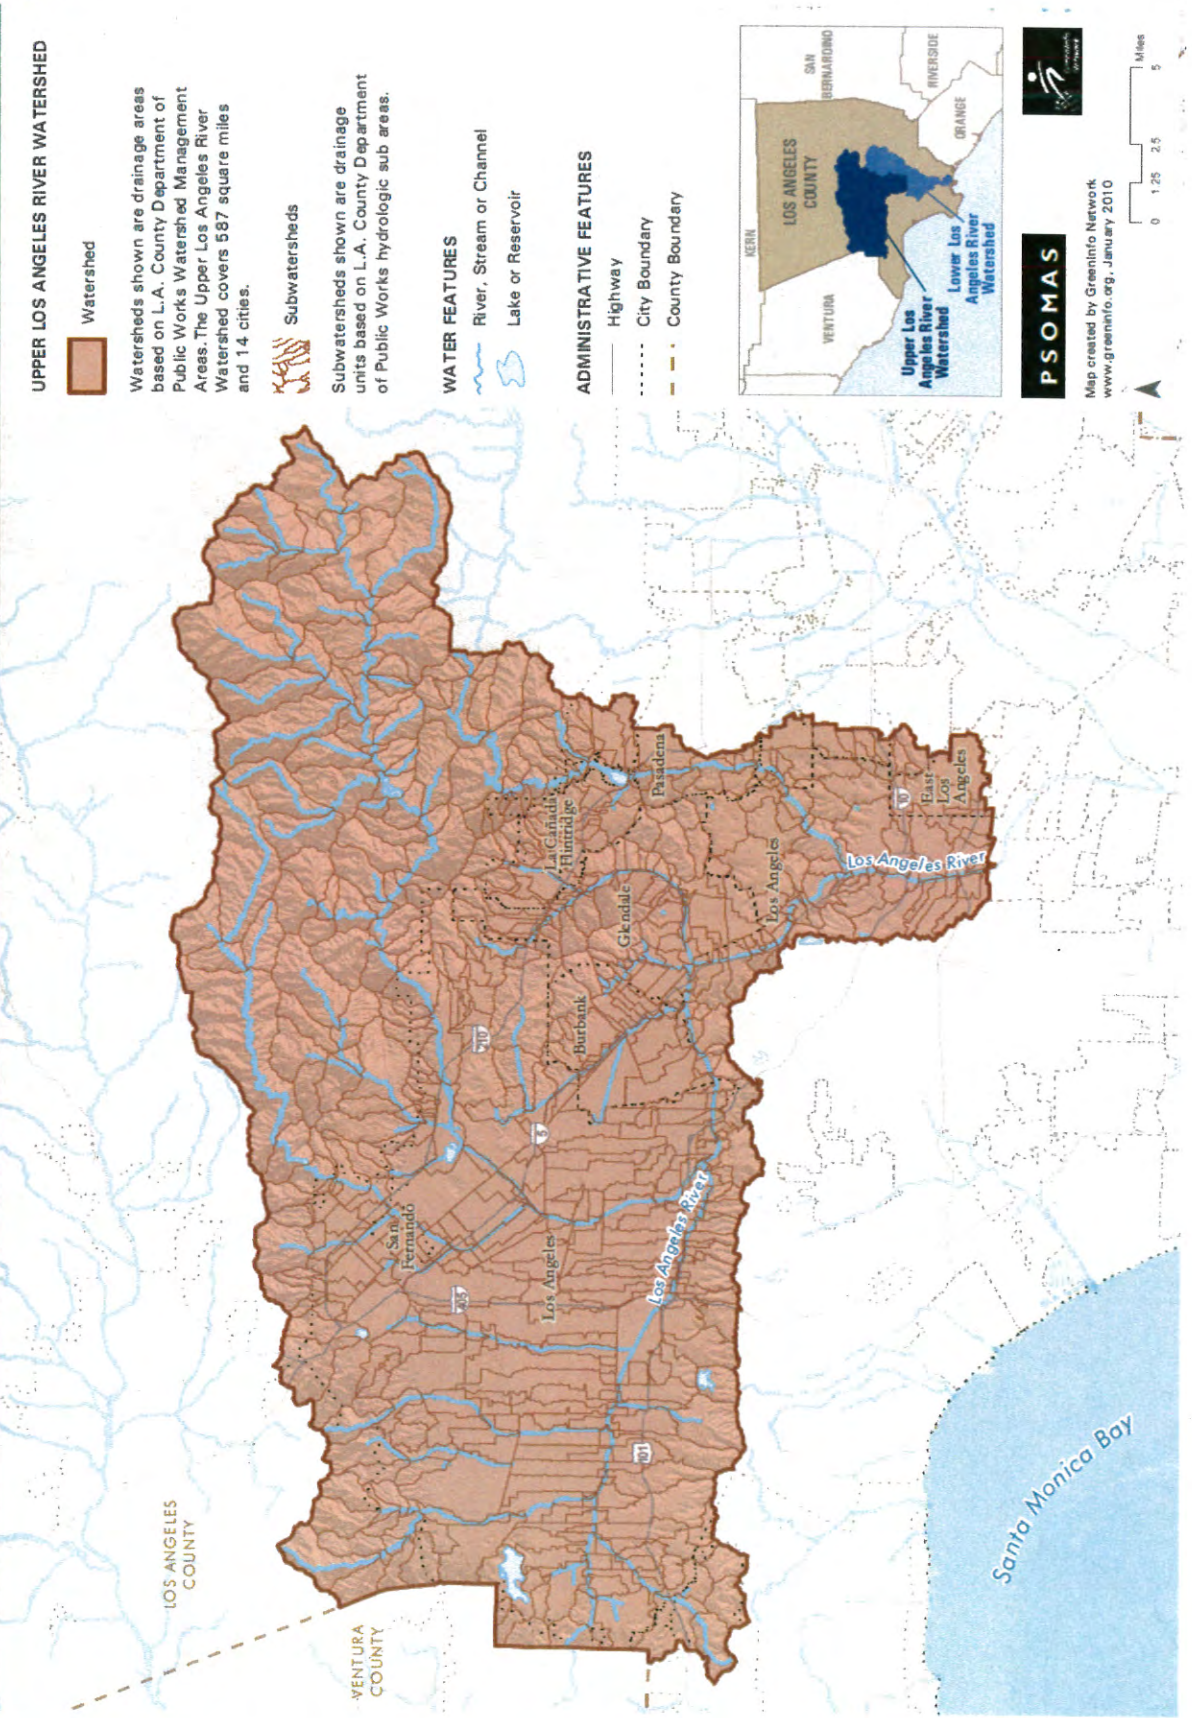 UPPER LOS ANGELES RIVER WATERSHED
Watershed
Watersheds shown are drainage areas
based on L.A. County Department of
Public Works Watershed Management
Areas. The Upper Los Angeles River
Watershed covers 587 square miles
and 14 cities.
Subwatersheds
Subwatersheds shown are drainage
units based on L.A. County Department
of Public Works hydrologic sub areas.
WATER FEATURES
River, Stream or Channel
Lake or Reservoir
ADMINISTRATIVE FEATURES
Highway
City Boundary
County Boundary
KERN
VENTURA
LOS ANGELES
COUNTY
SAN
BERNARDINO
RIVERSIDE
ORANGE
Upper Los
Angeles River
Watershed
Lower Los
Angeles River
Watershed
PSOMAS
Map created by GreenInfo Network
www.greeninfo.org, January 2010
0 1.25 2.5 5
Miles
LOS ANGELES
COUNTY
VENTURA
COUNTY
San
Fernando
Los Angeles
Burbank
Glendale
La Cañada
Flintridge
Pasadena
Los Angeles
East
Los
Angeles
Los Angeles River
Los Angeles River
405
5
210
101
10
Santa Monica Bay